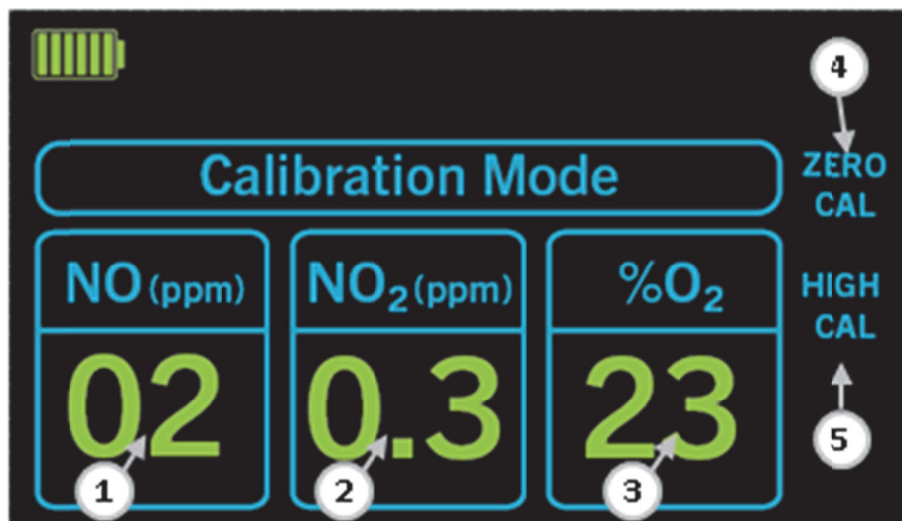 4
Calibration Mode
ZERO
CAL
NO (ppm)
NO₂ (ppm)
%O₂
HIGH
CAL
02
0.3
23
1
2
3
5